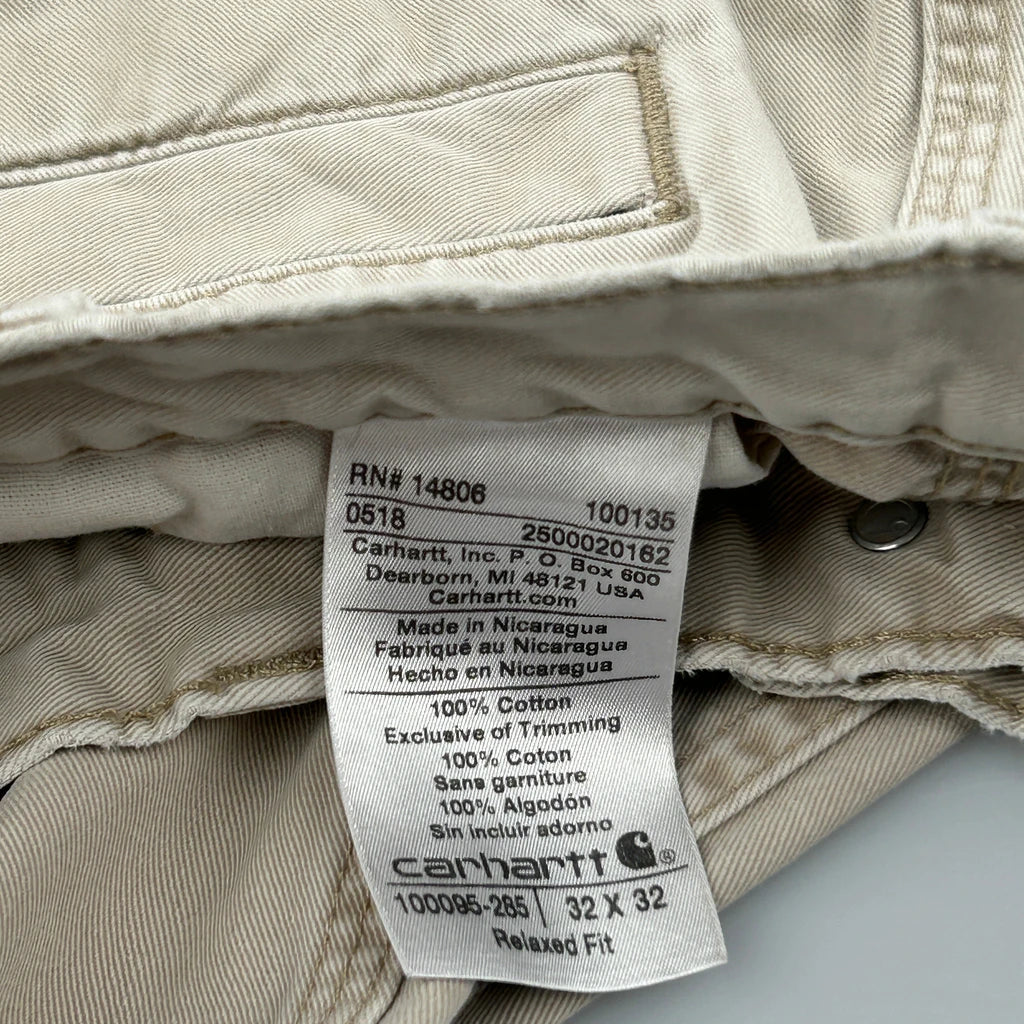 RN# 14806 100135
0518 2500020162
Carhartt, Inc. P. O. Box 600
Dearborn, MI 48121 USA
Carhartt.com
Made in Nicaragua
Fabriqué au Nicaragua
Hecho en Nicaragua
100% Cotton
Exclusive of Trimming
100% Coton
Sans garniture
100% Algodón
Sin incluir adorno
carhartt ®
100095-285 | 32 X 32
Relaxed Fit